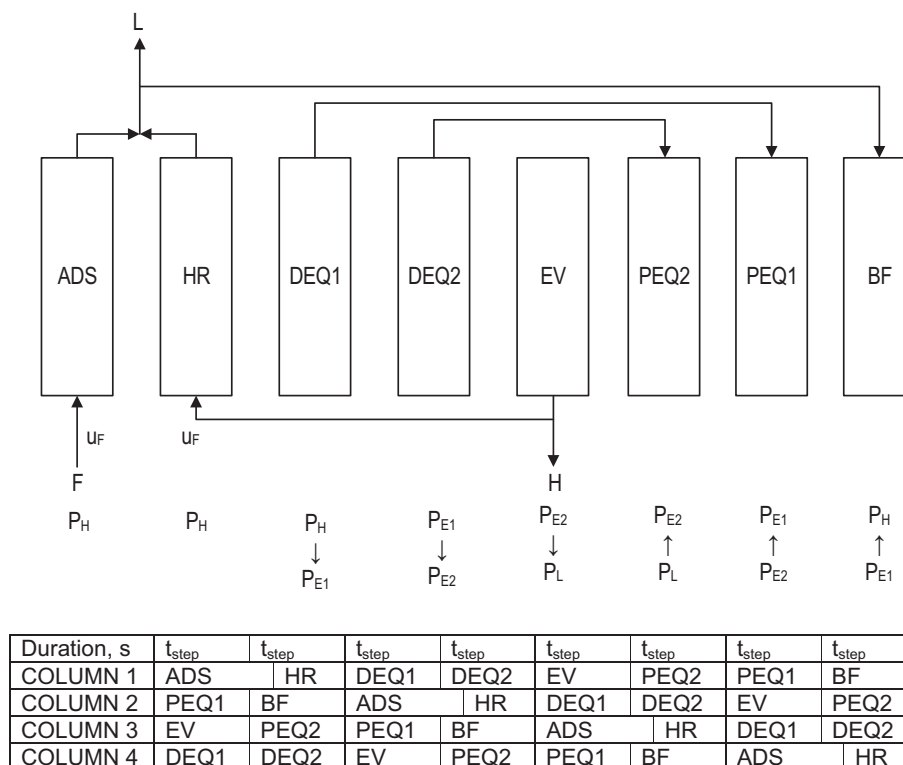 L
ADS HR DEQ1 DEQ2 EV PEQ2 PEQ1 BF
uF uF
F H
PH PH PH PE1 PE2 PE2 PE1 PH
↓ ↓ ↓ ↑ ↑ ↑
PE1 PE2 PL PL PE2 PE1
Duration, s tstep tstep tstep tstep tstep tstep tstep tstep
COLUMN 1 ADS HR DEQ1 DEQ2 EV PEQ2 PEQ1 BF
COLUMN 2 PEQ1 BF ADS HR DEQ1 DEQ2 EV PEQ2
COLUMN 3 EV PEQ2 PEQ1 BF ADS HR DEQ1 DEQ2
COLUMN 4 DEQ1 DEQ2 EV PEQ2 PEQ1 BF ADS HR